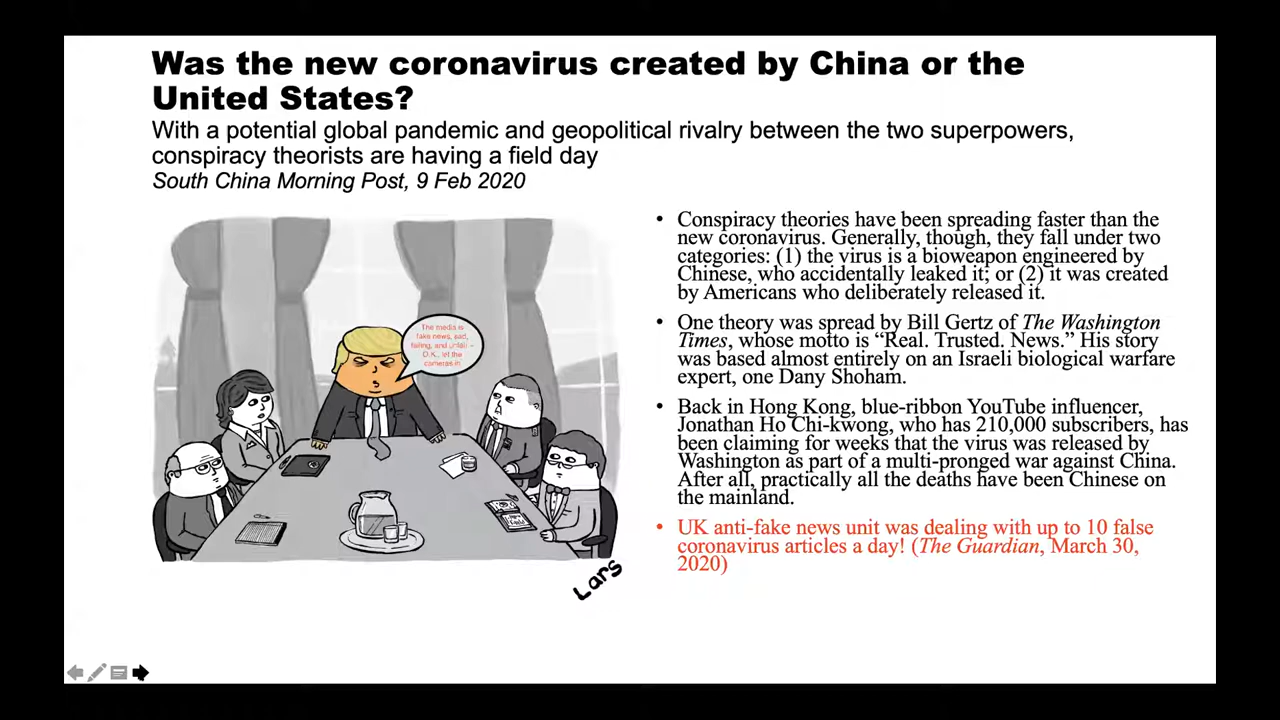 Was the new coronavirus created by China or the
United States?
With a potential global pandemic and geopolitical rivalry between the two superpowers,
conspiracy theorists are having a field day
South China Morning Post, 9 Feb 2020
The media is
fake news, sad,
failing, and unfair –
O.K., let the
cameras in.
Lars
• Conspiracy theories have been spreading faster than the
new coronavirus. Generally, though, they fall under two
categories: (1) the virus is a bioweapon engineered by
Chinese, who accidentally leaked it; or (2) it was created
by Americans who deliberately released it.
• One theory was spread by Bill Gertz of The Washington
Times, whose motto is “Real. Trusted. News.” His story
was based almost entirely on an Israeli biological warfare
expert, one Dany Shoham.
• Back in Hong Kong, blue-ribbon YouTube influencer,
Jonathan Ho Chi-kwong, who has 210,000 subscribers, has
been claiming for weeks that the virus was released by
Washington as part of a multi-pronged war against China.
After all, practically all the deaths have been Chinese on
the mainland.
• UK anti-fake news unit was dealing with up to 10 false
coronavirus articles a day! (The Guardian, March 30,
2020)